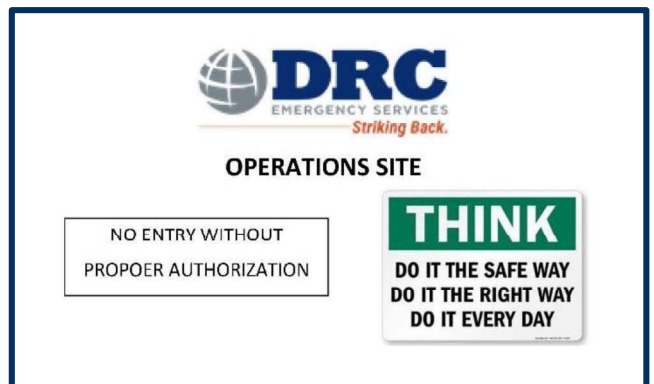 DRC
EMERGENCY SERVICES
Striking Back.
OPERATIONS SITE
NO ENTRY WITHOUT
PROPOER AUTHORIZATION
THINK
DO IT THE SAFE WAY
DO IT THE RIGHT WAY
DO IT EVERY DAY